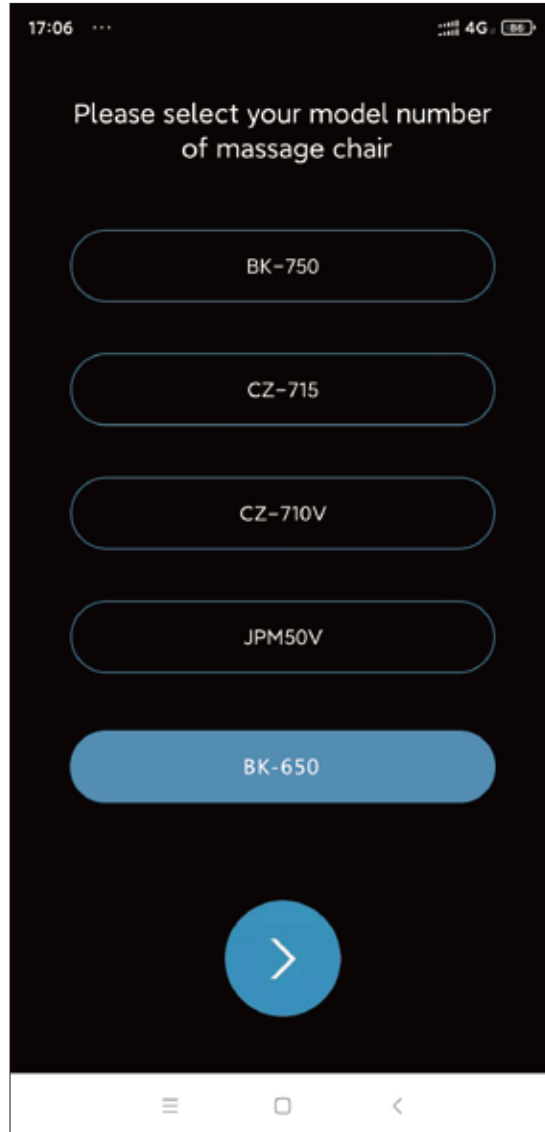 17:06 ··· 4G 86
Please select your model number
of massage chair
BK-750
CZ-715
CZ-710V
JPM50V
BK-650